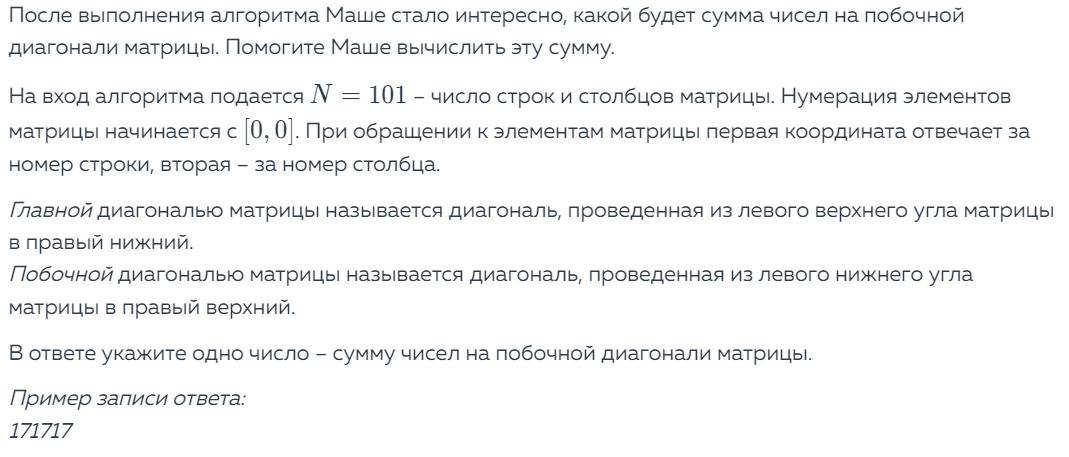 После выполнения алгоритма Маше стало интересно, какой будет сумма чисел на побочной
диагонали матрицы. Помогите Маше вычислить эту сумму.
На вход алгоритма подается N = 101 – число строк и столбцов матрицы. Нумерация элементов
матрицы начинается с [0, 0]. При обращении к элементам матрицы первая координата отвечает за
номер строки, вторая – за номер столбца.
Главной диагональю матрицы называется диагональ, проведенная из левого верхнего угла матрицы
в правый нижний.
Побочной диагональю матрицы называется диагональ, проведенная из левого нижнего угла
матрицы в правый верхний.
В ответе укажите одно число – сумму чисел на побочной диагонали матрицы.
Пример записи ответа:
171717